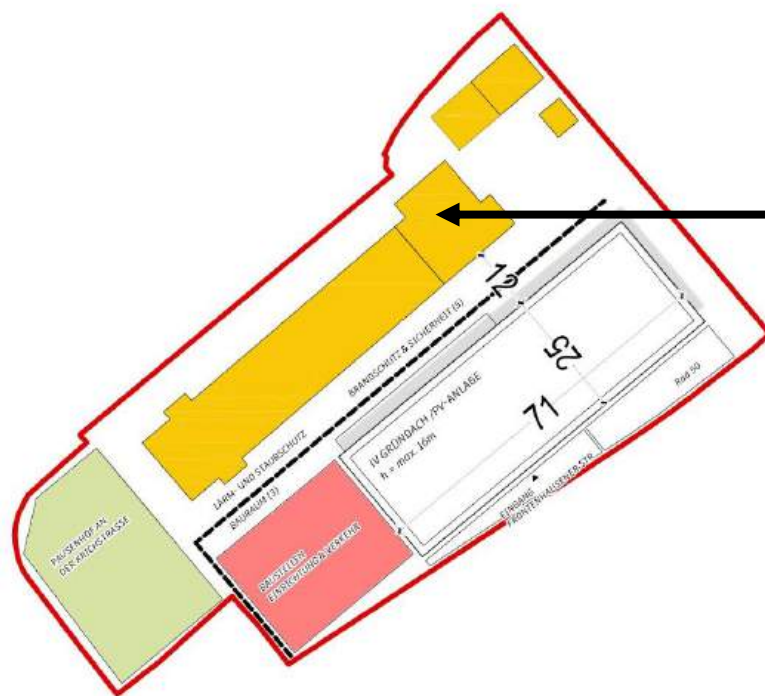 12
BRANDSCHUTZ & SICHERHEIT (5)
25
IV GRÜNDACH /PV-ANLAGE
h = max. 16m
71
Rad 50
LÄRM- UND STAUBSCHUTZ
BAURAUM (3)
EINGANG
FRONTENHAUSENER-STR.
PAUSENHOF AN
DER KRICHSTRASSE
BAUSTELLEN
EINRICHTUNG & VERKEHR